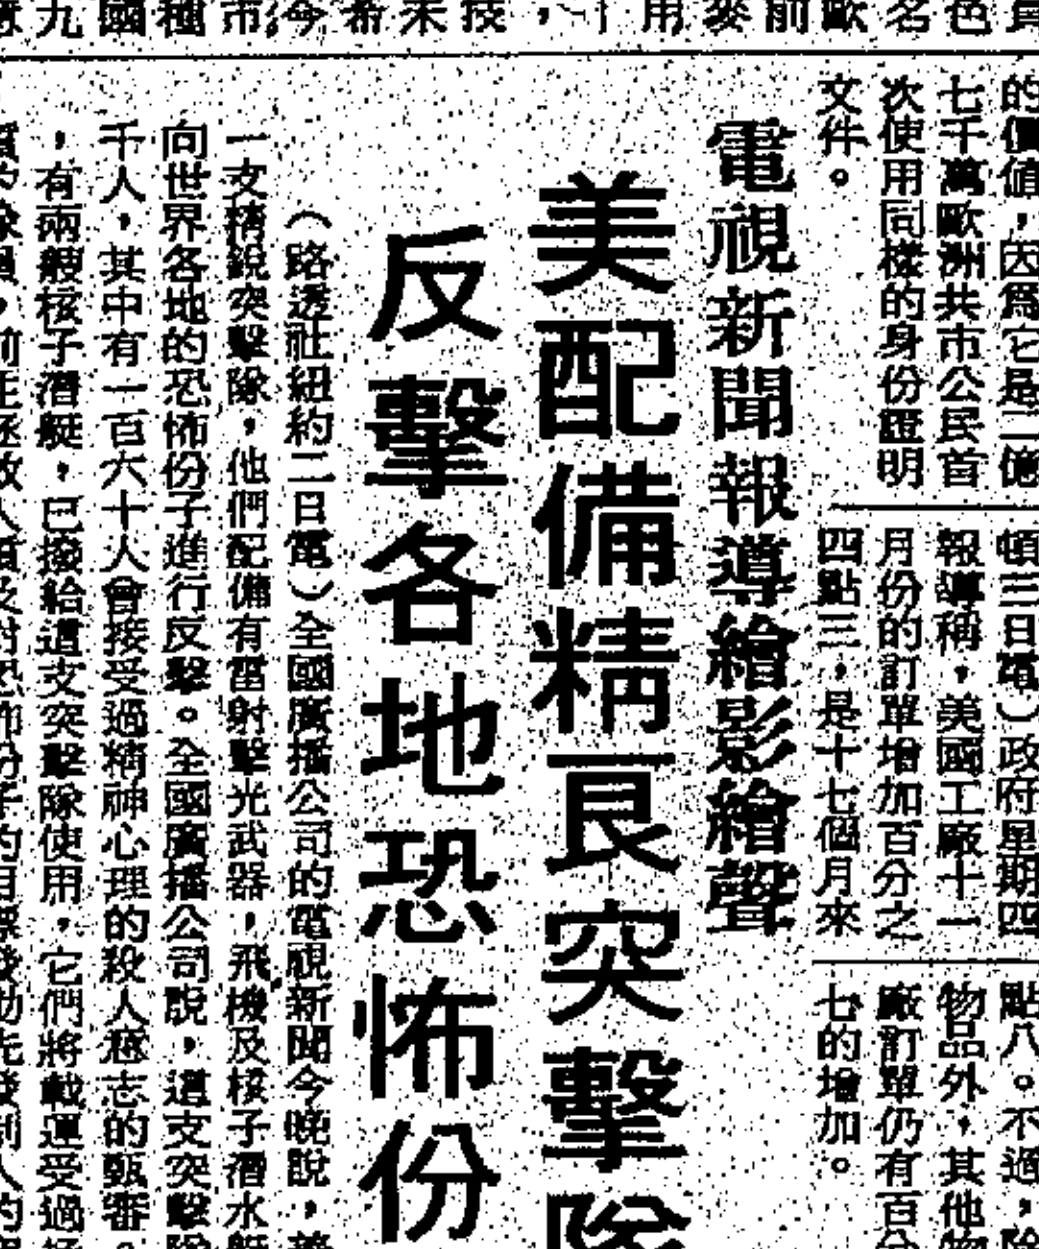 的價値，因爲它是二億
七千萬歐洲共市公民首
次使用同樣的身份證明
文件。
頓三日電）政府星期四
報導稱，美國工廠十一
月份的訂單增加百分之
四點三，是十七個月來
點八。不過，除
物品外，其他物
廠訂單仍有百分
七的增加。
電視新聞報導繪影繪聲
美配備精良突擊隊
反擊各地恐怖份
（路透社紐約二日電）全國廣播公司的電視新聞今晚說，美
一支精銳突擊隊，他們配備有雷射擊光武器，飛機及核子潛水艇
向世界各地的恐怖份子進行反擊。全國廣播公司說，這支突擊隊
千人，其中有一百六十人曾接受過精神心理的殺人意志的甄審。
，有兩艘核子潛艇，已撥給這支突擊隊使用，它們將載運受過